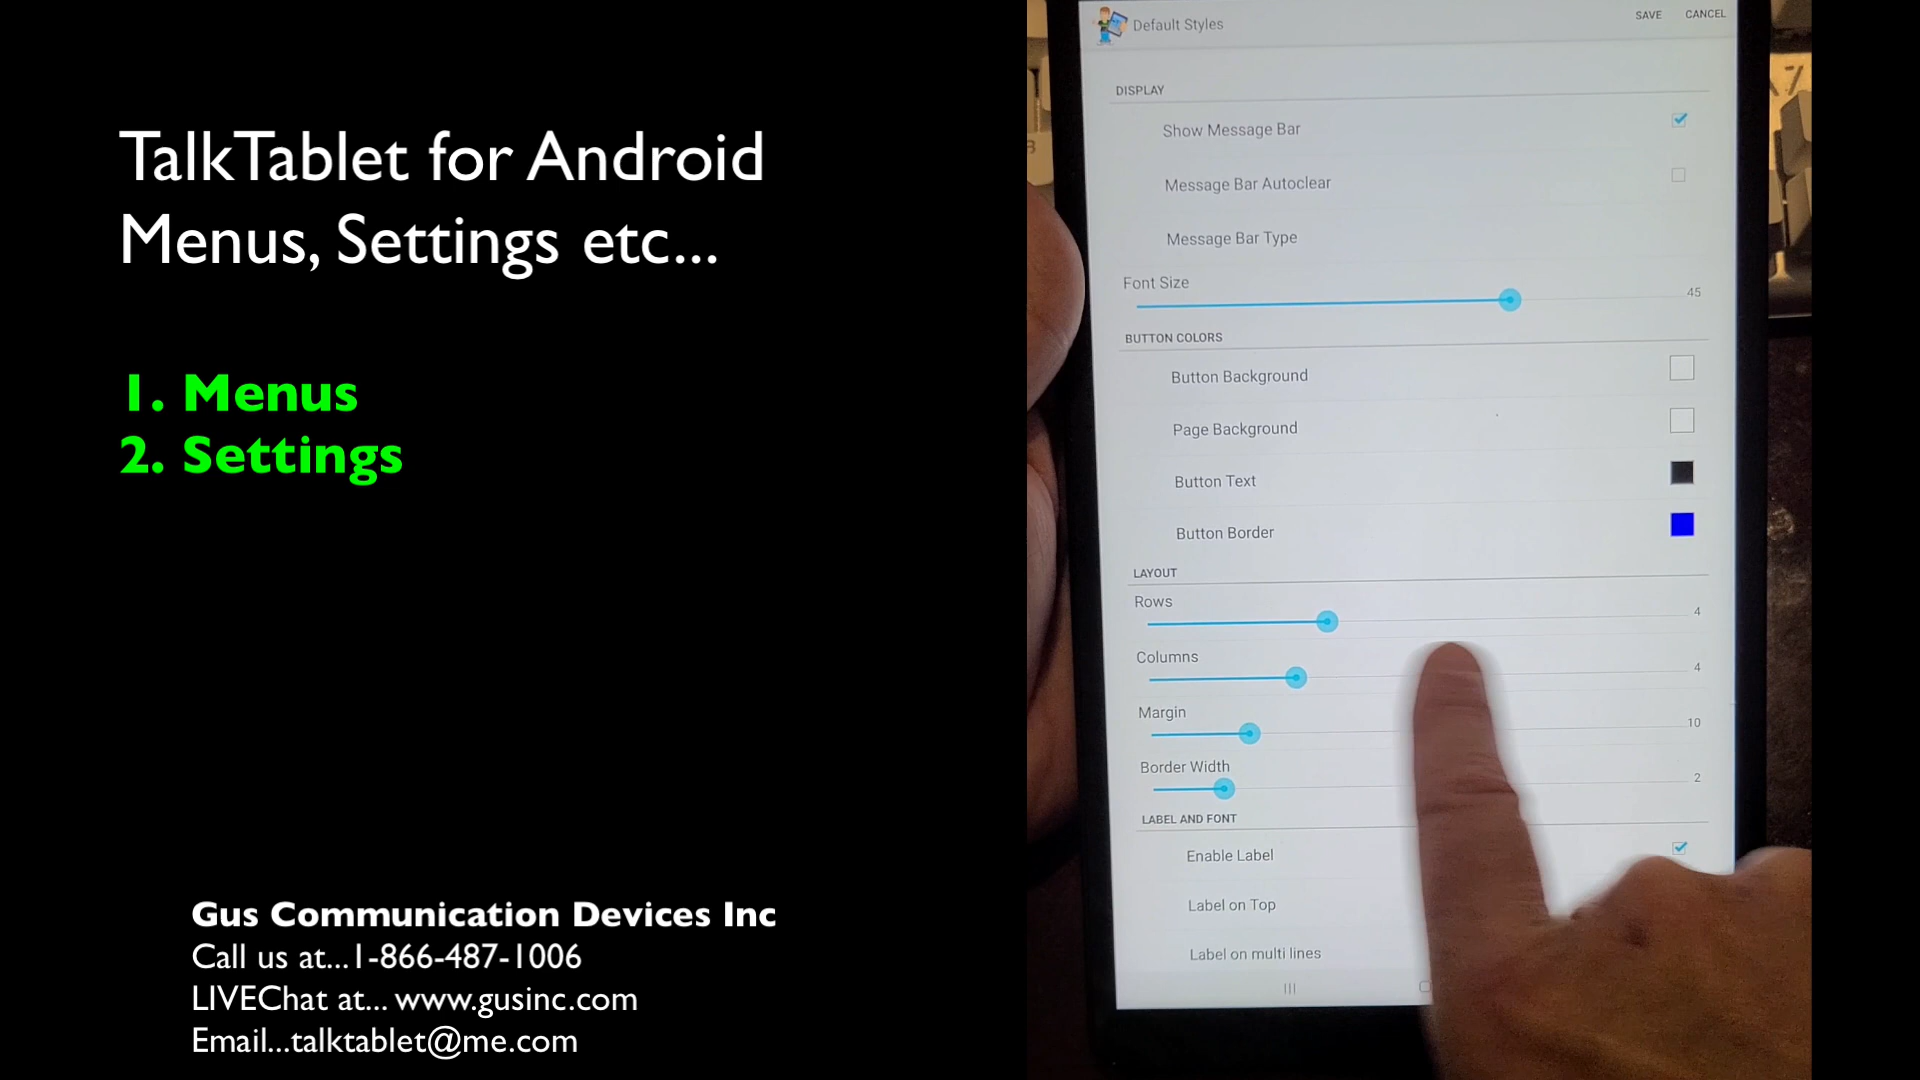 TalkTablet for Android
Menus, Settings etc...
1. Menus
2. Settings
Gus Communication Devices Inc
Call us at...1-866-487-1006
LIVEChat at... www.gusinc.com
Email...talktablet@me.com
Default Styles
SAVE CANCEL
DISPLAY
Show Message Bar
Message Bar Autoclear
Message Bar Type
Font Size
45
BUTTON COLORS
Button Background
Page Background
Button Text
Button Border
LAYOUT
Rows
4
Columns
4
Margin
10
Border Width
2
LABEL AND FONT
Enable Label
Label on Top
Label on multi lines